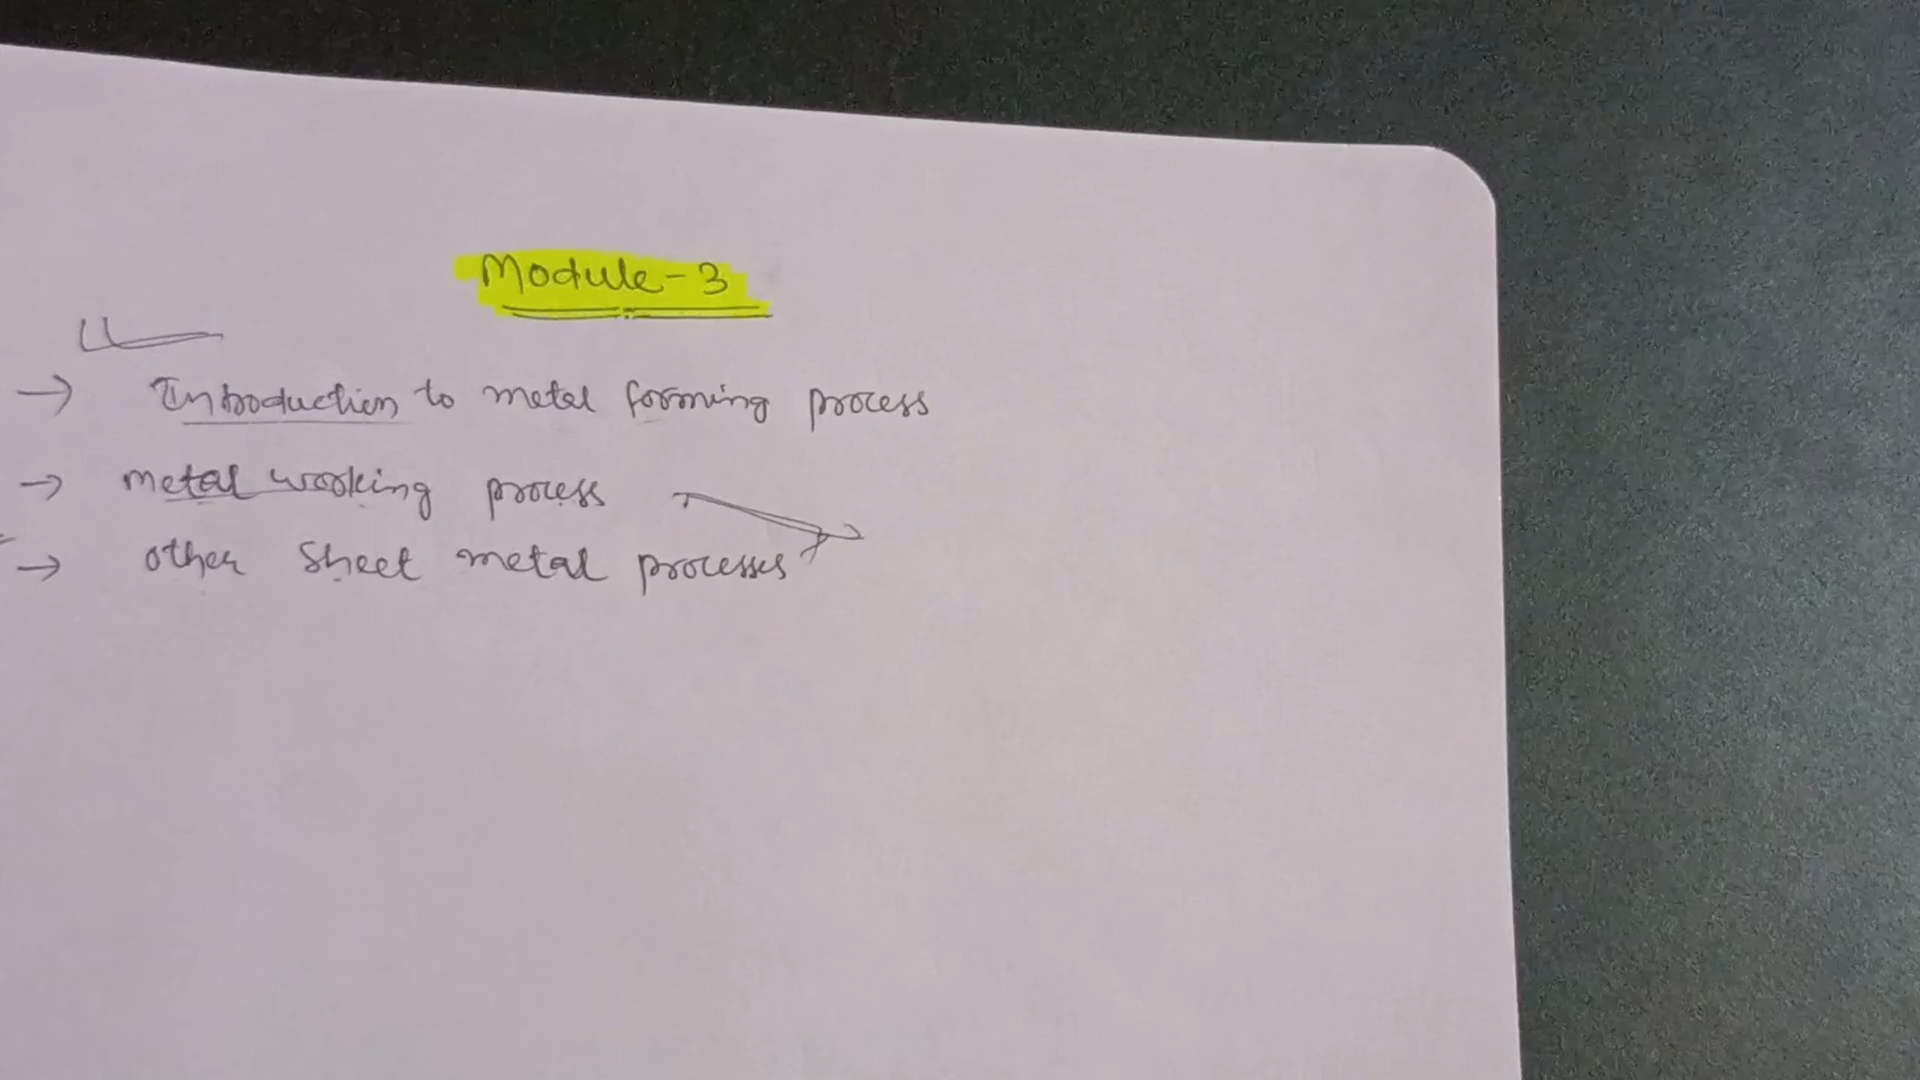 Module-3
→ Introduction to metal forming process
→ metal working process
→ other sheet metal processes